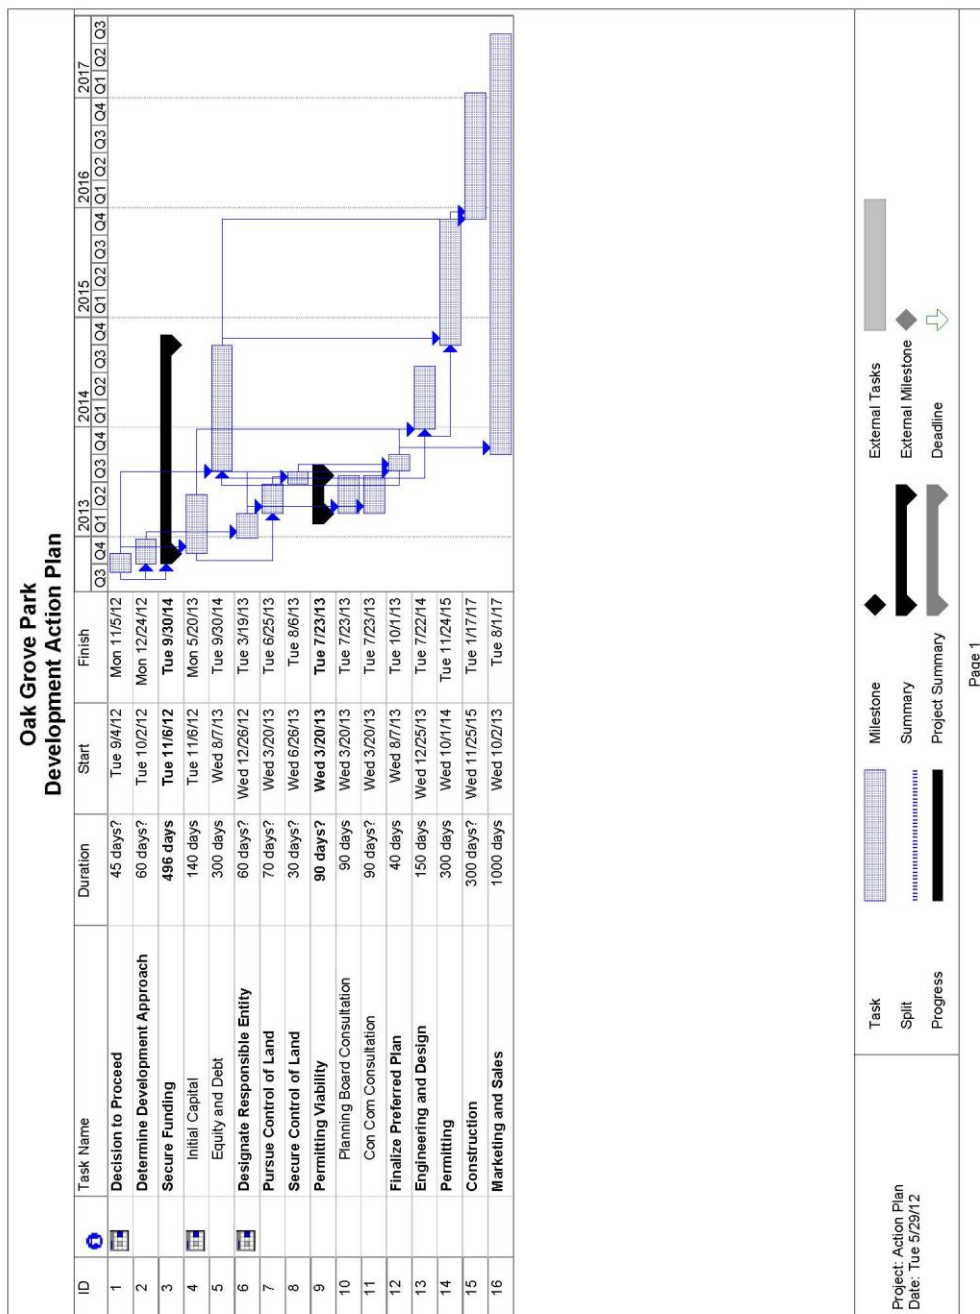 Oak Grove Park
Development Action Plan
ID Task Name Duration Start Finish
2013 2014 2015 2016 2017
Q3 Q4 Q1 Q2 Q3 Q4 Q1 Q2 Q3 Q4 Q1 Q2 Q3 Q4 Q1 Q2 Q3 Q4 Q1 Q2 Q3
1 Decision to Proceed 45 days? Tue 9/4/12 Mon 11/5/12
2 Determine Development Approach 60 days? Tue 10/2/12 Mon 12/24/12
3 Secure Funding 496 days Tue 11/6/12 Tue 9/30/14
4 Initial Capital 140 days Tue 11/6/12 Mon 5/20/13
5 Equity and Debt 300 days Wed 8/7/13 Tue 9/30/14
6 Designate Responsible Entity 60 days? Wed 12/26/12 Tue 3/19/13
7 Pursue Control of Land 70 days? Wed 3/20/13 Tue 6/25/13
8 Secure Control of Land 30 days? Wed 6/26/13 Tue 8/6/13
9 Permitting Viability 90 days? Wed 3/20/13 Tue 7/23/13
10 Planning Board Consultation 90 days Wed 3/20/13 Tue 7/23/13
11 Con Com Consultation 90 days? Wed 3/20/13 Tue 7/23/13
12 Finalize Preferred Plan 40 days Wed 8/7/13 Tue 10/1/13
13 Engineering and Design 150 days Wed 12/25/13 Tue 7/22/14
14 Permitting 300 days Wed 10/1/14 Tue 11/24/15
15 Construction 300 days? Wed 11/25/15 Tue 1/17/17
16 Marketing and Sales 1000 days Wed 10/2/13 Tue 8/1/17
Project: Action Plan
Date: Tue 5/29/12
Task Milestone External Tasks
Split Summary External Milestone
Progress Project Summary Deadline
Page 1